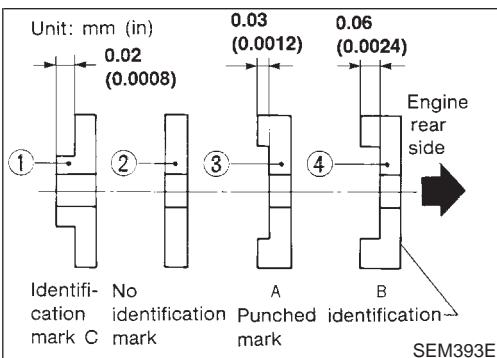 Unit: mm (in)
0.02
(0.0008)
0.03
(0.0012)
0.06
(0.0024)
Engine
rear
side
1
2
3
4
Identifi-
cation
mark C
No
identification
mark
A
Punched
mark
B
identification
SEM393E